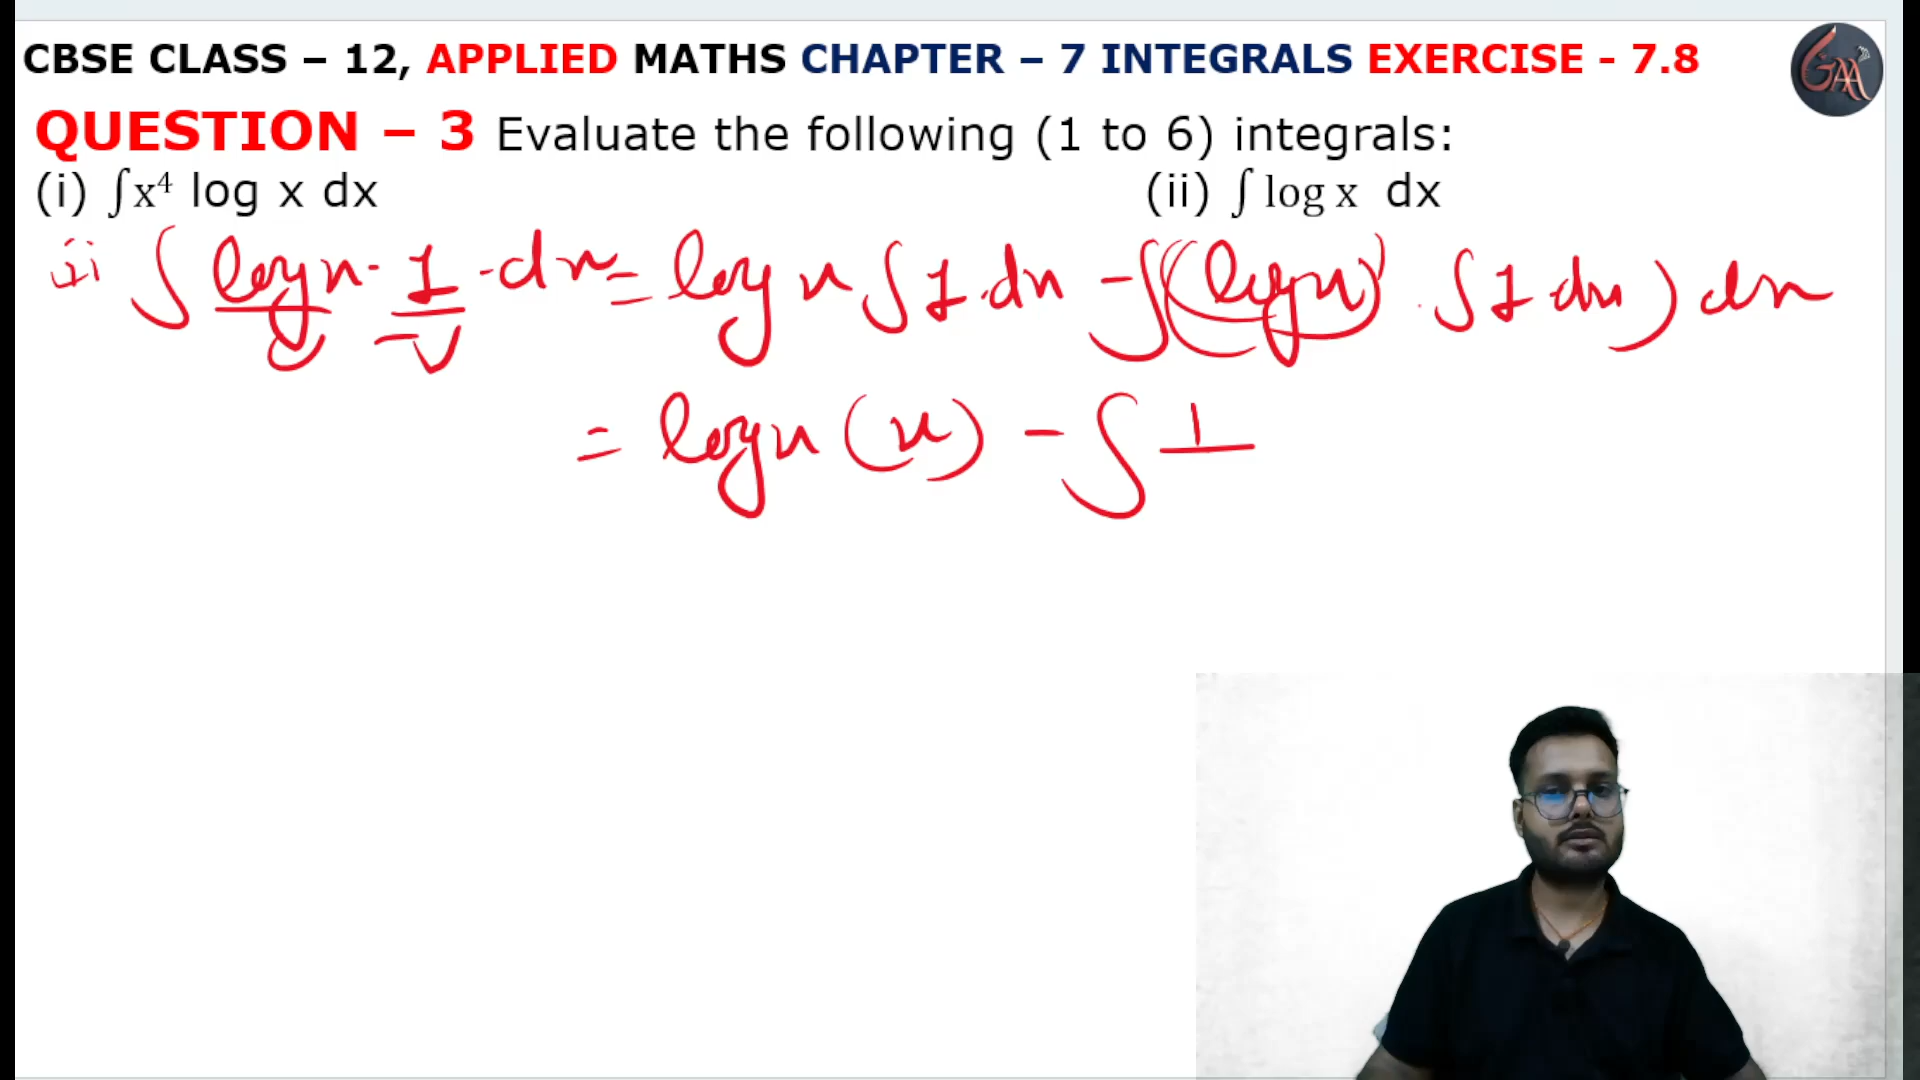 CBSE CLASS – 12, APPLIED MATHS CHAPTER – 7 INTEGRALS EXERCISE - 7.8
GAA
QUESTION – 3 Evaluate the following (1 to 6) integrals:
(i) ∫x⁴ log x dx (ii) ∫ log x dx
ii ∫ log x · 1 · dx = log x ∫ 1 · dx - ∫((log x)' · ∫ 1 dx) dx
U V
= log x (x) - ∫ 1